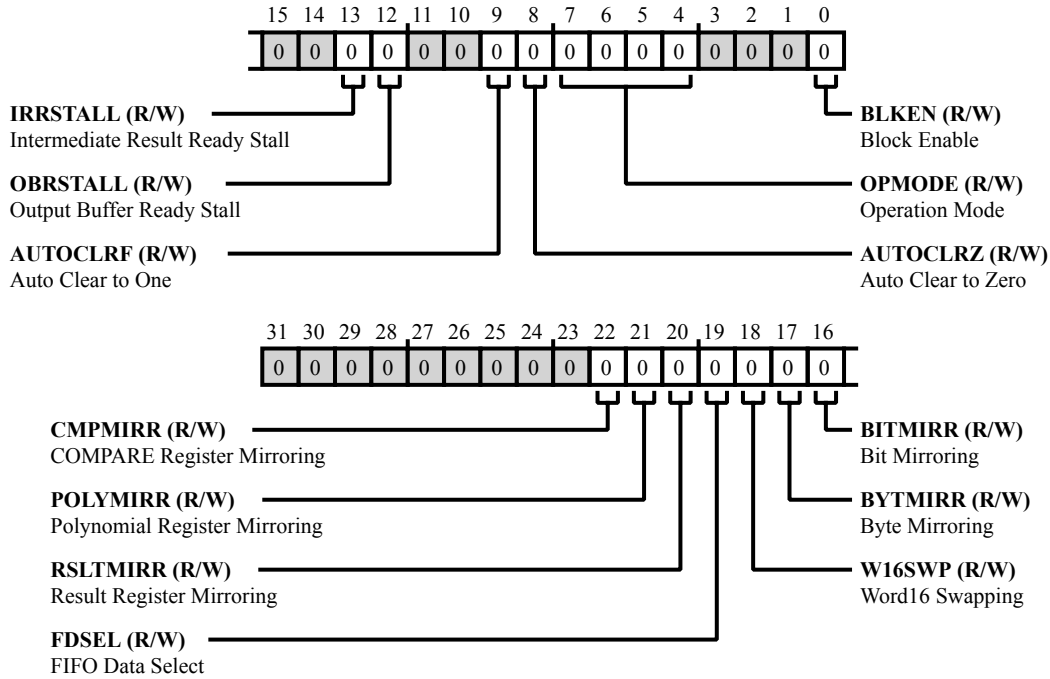 15 14 13 12 11 10 9 8 7 6 5 4 3 2 1 0
0 0 0 0 0 0 0 0 0 0 0 0 0 0 0 0
IRRSTALL (R/W)
Intermediate Result Ready Stall
BLKEN (R/W)
Block Enable
OBRSTALL (R/W)
Output Buffer Ready Stall
OPMODE (R/W)
Operation Mode
AUTOCLRF (R/W)
Auto Clear to One
AUTOCLRZ (R/W)
Auto Clear to Zero
31 30 29 28 27 26 25 24 23 22 21 20 19 18 17 16
0 0 0 0 0 0 0 0 0 0 0 0 0 0 0 0
CMPMIRR (R/W)
COMPARE Register Mirroring
BITMIRR (R/W)
Bit Mirroring
POLYMIRR (R/W)
Polynomial Register Mirroring
BYTMIRR (R/W)
Byte Mirroring
RSLTMIRR (R/W)
Result Register Mirroring
W16SWP (R/W)
Word16 Swapping
FDSEL (R/W)
FIFO Data Select